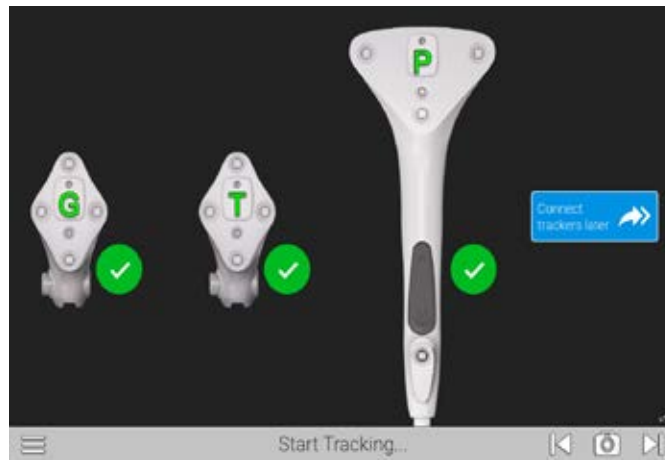 P
G
T
Connect
trackers later
Start Tracking...